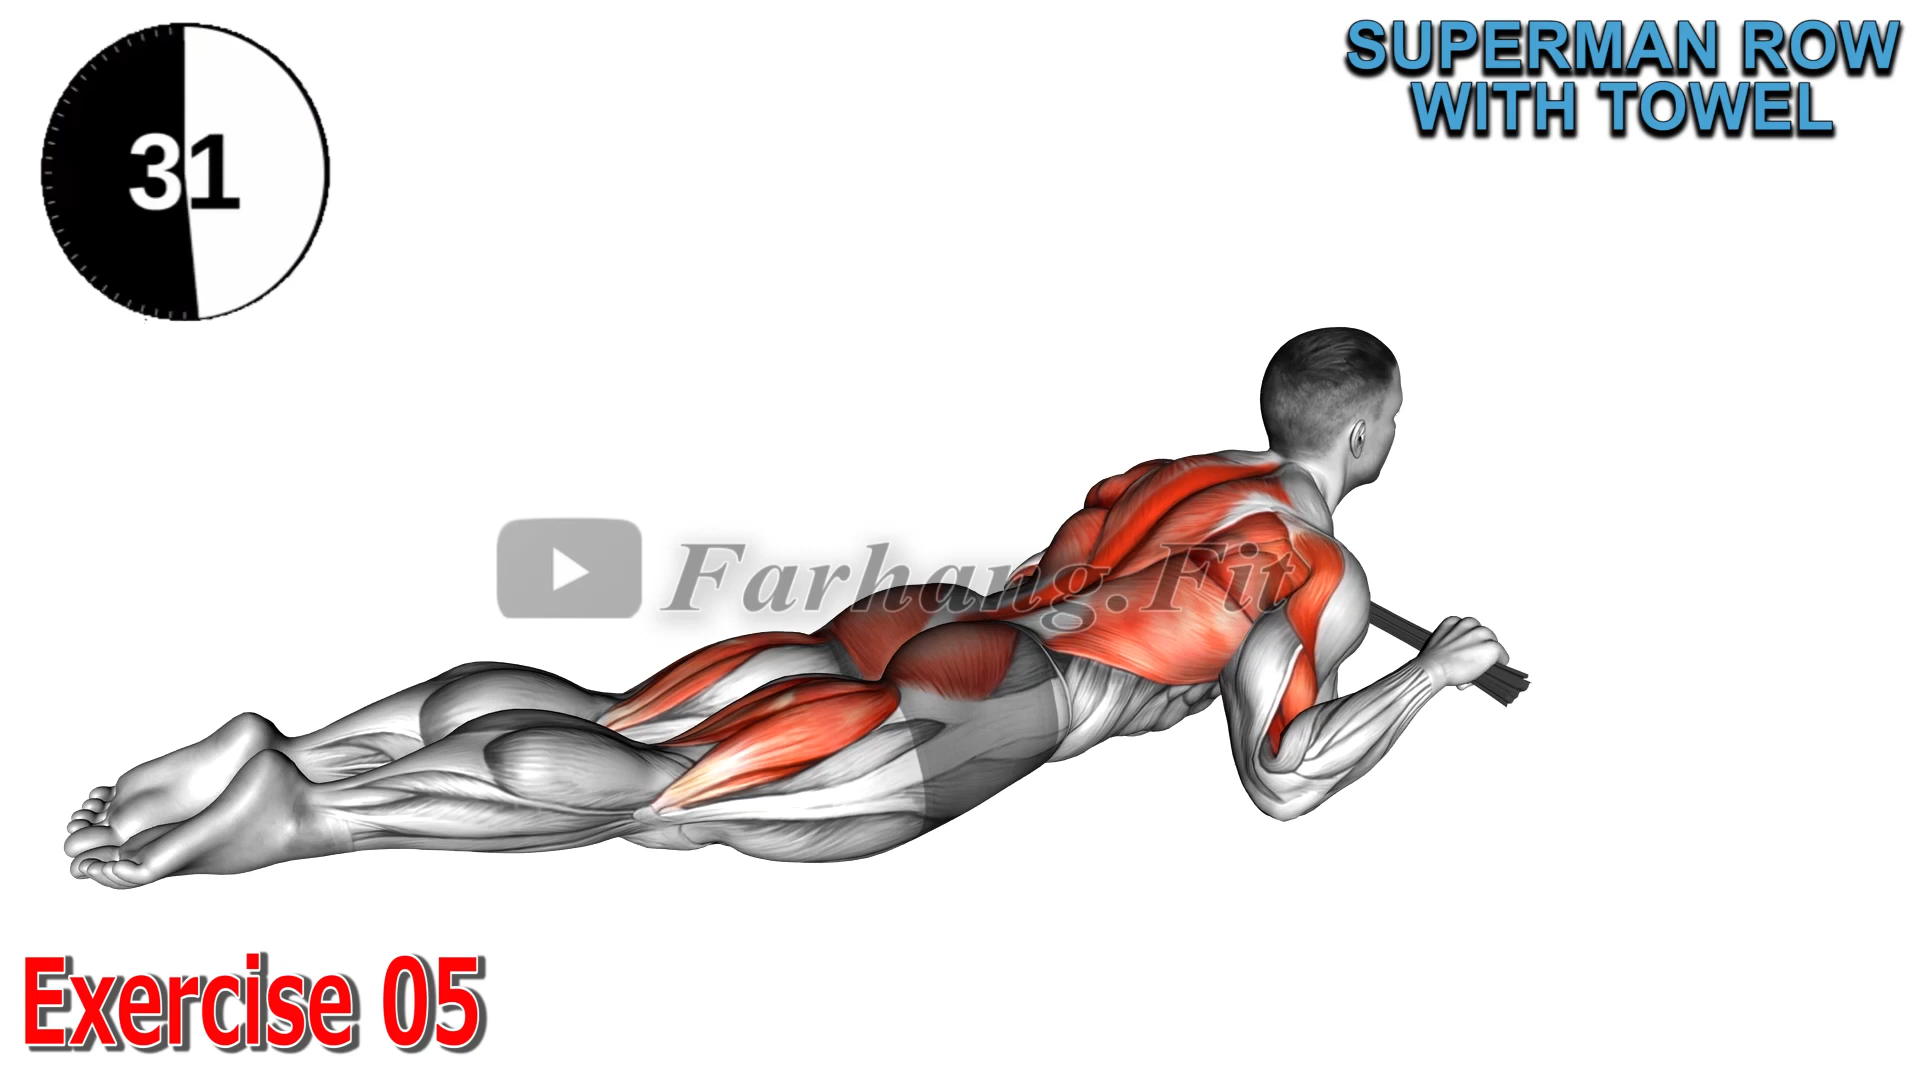 31
SUPERMAN ROW
WITH TOWEL
Farhang.Fit
Exercise 05